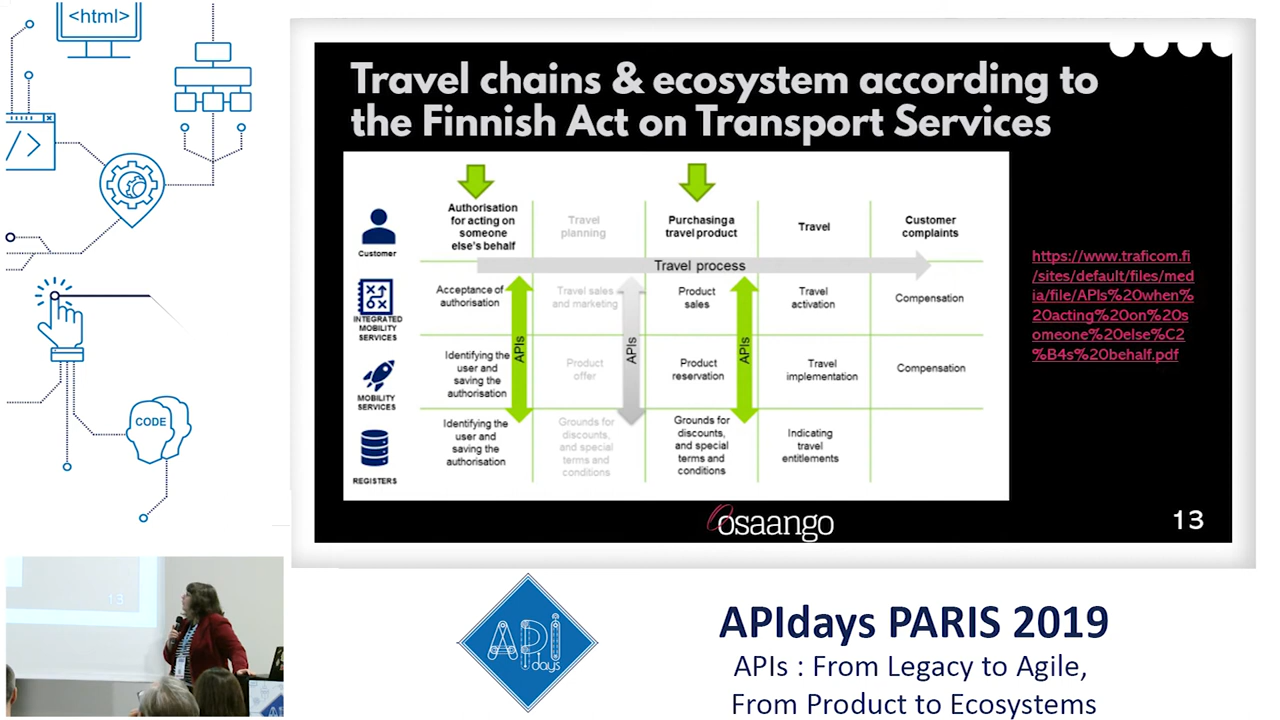 <html>
</>
CODE
Travel chains & ecosystem according to
the Finnish Act on Transport Services
Authorisation
for acting on
someone
else's behalf
Travel
planning
Purchasing a
travel product
Travel
Customer
complaints
Customer
Travel process
Acceptance of
authorisation
Travel sales
and marketing
Product
sales
Travel
activation
Compensation
INTEGRATED
MOBILITY
SERVICES
APIs
APIs
APIs
Identifying the
user and
saving the
authorisation
Product
offer
Product
reservation
Travel
implementation
Compensation
MOBILITY
SERVICES
Identifying the
user and
saving the
authorisation
Grounds for
discounts,
and special
terms and
conditions
Grounds for
discounts,
and special
terms and
conditions
Indicating
travel
entitlements
REGISTERS
https://www.traficom.fi
/sites/default/files/med
ia/file/APIs%20when%
20acting%20on%20s
omeone%20else%C2
%B4s%20behalf.pdf
osaango
13
13
API
days
APIdays PARIS 2019
APIs : From Legacy to Agile,
From Product to Ecosystems